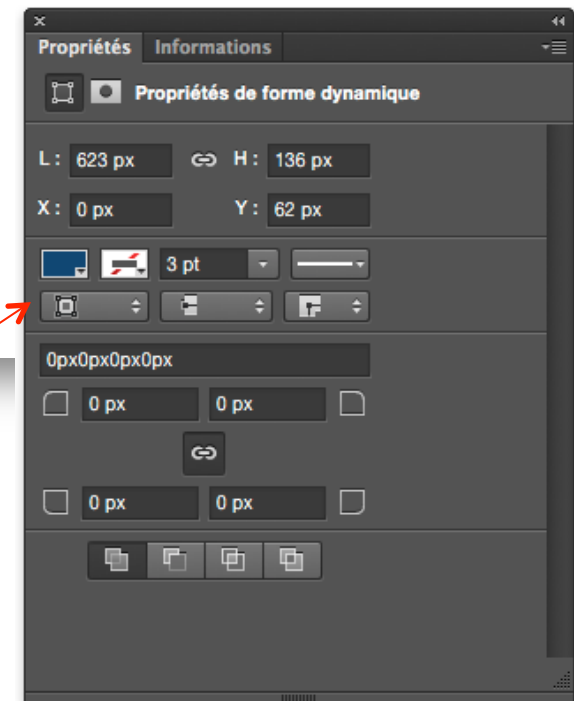 Propriétés Informations
Propriétés de forme dynamique
L : 623 px H : 136 px
X : 0 px Y : 62 px
3 pt
0px0px0px0px
0 px 0 px
0 px 0 px